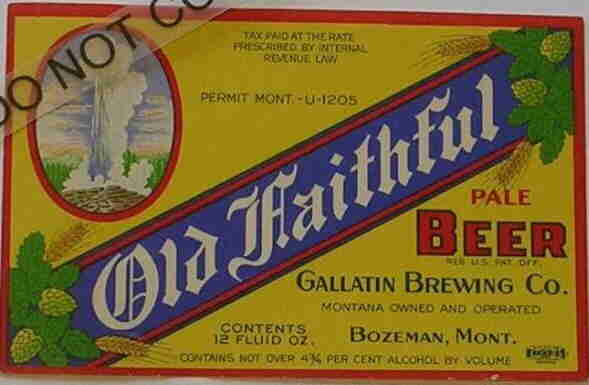 DO NOT CO
TAX PAID AT THE RATE
PRESCRIBED BY INTERNAL
REVENUE LAW
PERMIT MONT.-U-1205
Old Faithful
PALE
BEER
REG. U.S. PAT. OFF.
GALLATIN BREWING CO.
MONTANA OWNED AND OPERATED
CONTENTS
12 FLUID OZ.
BOZEMAN, MONT.
CONTAINS NOT OVER 4¾ PER CENT ALCOHOL BY VOLUME